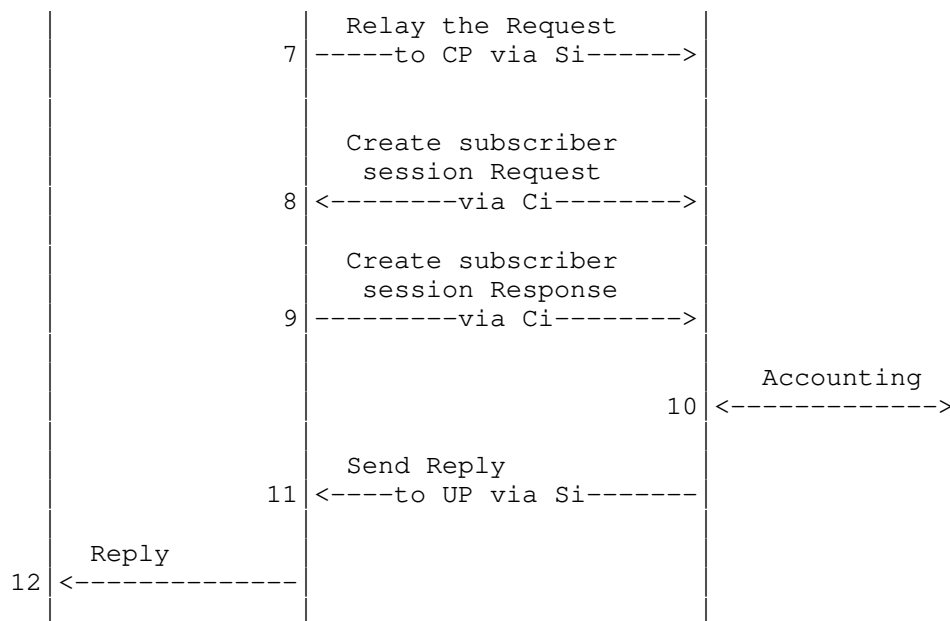 Relay the Request
7 -----to CP via Si------>
Create subscriber
session Request
8 <--------via Ci-------->
Create subscriber
session Response
9 ---------via Ci-------->
Accounting
10 <------------->
Send Reply
11 <----to UP via Si-------
Reply
12 <--------------